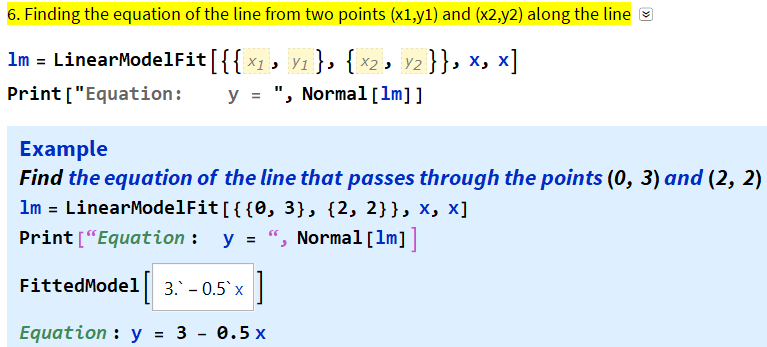 6. Finding the equation of the line from two points (x1,y1) and (x2,y2) along the line
lm = LinearModelFit[{{x₁, y₁}, {x₂, y₂}}, x, x]
Print["Equation:    y = ", Normal[lm]]
Example
Find the equation of the line that passes through the points (0, 3) and (2, 2)
lm = LinearModelFit[{{0, 3}, {2, 2}}, x, x]
Print[“Equation :  y = “, Normal[lm]]
FittedModel[ 3.` – 0.5` x ]
Equation : y = 3 – 0.5 x